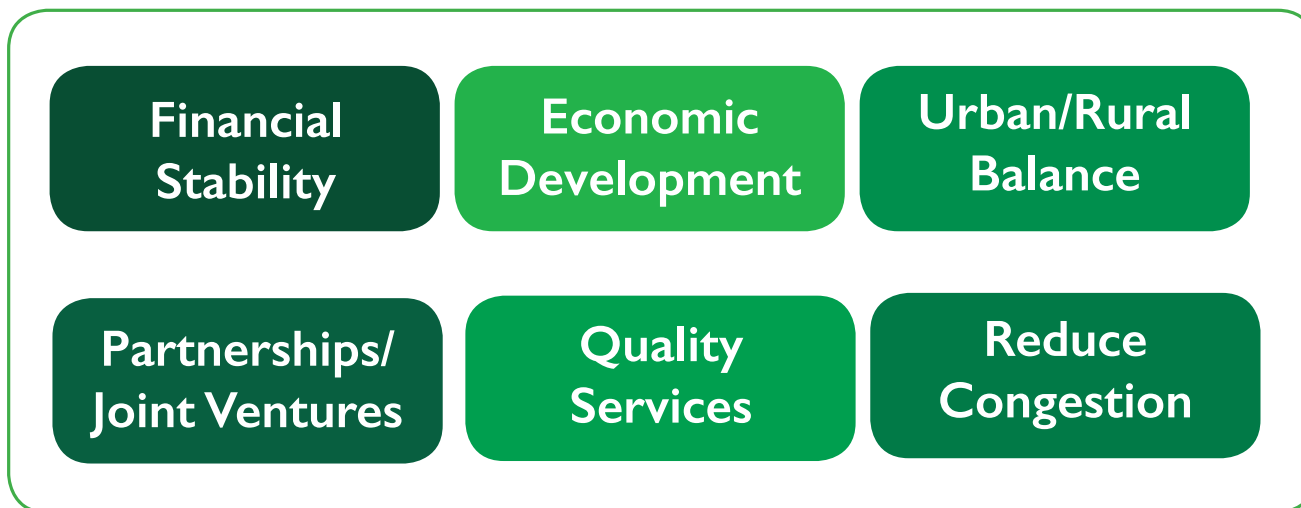 Financial
Stability
Economic
Development
Urban/Rural
Balance
Partnerships/
Joint Ventures
Quality
Services
Reduce
Congestion